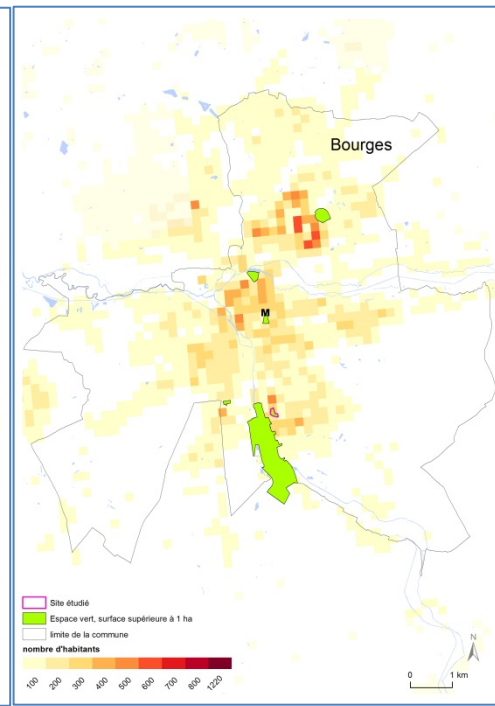 Bourges
M
Site étudié
Espace vert, surface supérieure à 1 ha
limite de la commune
nombre d'habitants
100 200 300 400 500 600 700 800 1220
N
0 1 km